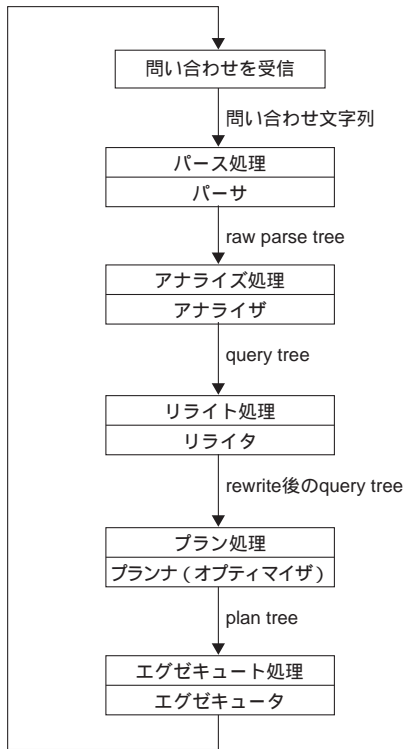 問い合わせを受信
問い合わせ文字列
パース処理
パーサ
raw parse tree
アナライズ処理
アナライザ
query tree
リライト処理
リライタ
rewrite後のquery tree
プラン処理
プランナ（オプティマイザ）
plan tree
エグゼキュート処理
エグゼキュータ